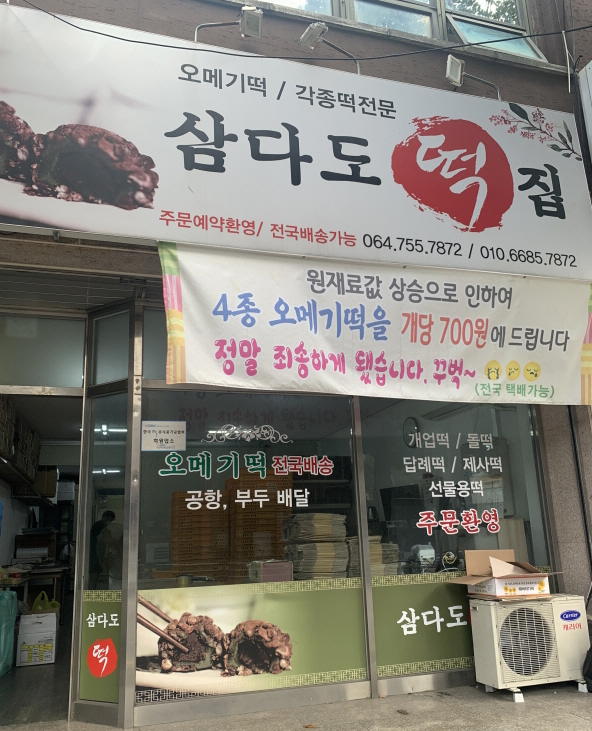 오메기떡 / 각종떡전문
삼다도 떡 집
주문예약환영/ 전국배송가능 064.755.7872 / 010.6685.7872
원재료값 상승으로 인하여
4종 오메기떡을 개당 700원에 드립니다
정말 죄송하게 됐습니다. 꾸벅~
(전국 택배가능)
회원업소
오메기떡 전국배송
공항, 부두 배달
개업떡 / 돌떡
답례떡 / 제사떡
선물용떡
주문환영
삼다도
떡
삼다도
Carrier
캐리어